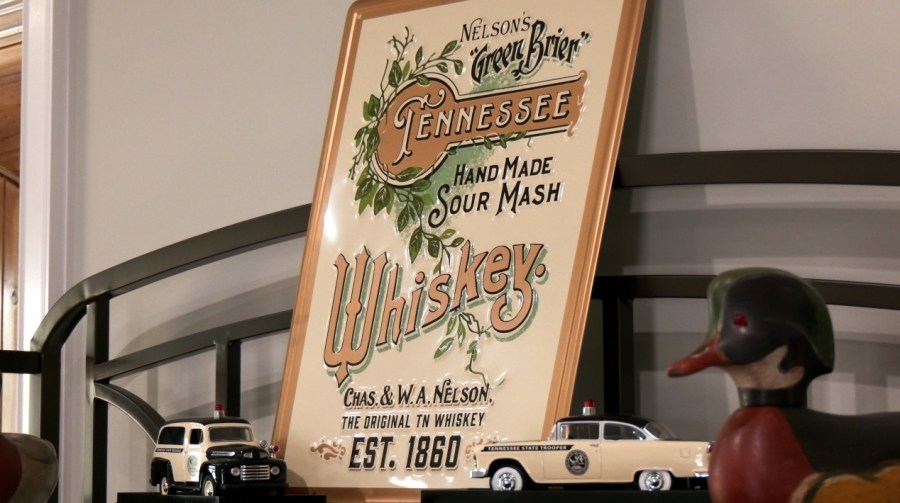 NELSON'S
"Green Brier"
TENNESSEE
HAND MADE
SOUR MASH
Whiskey.
CHAS. & W.A. NELSON,
THE ORIGINAL TN WHISKEY
EST. 1860
TENNESSEE STATE TROOPER